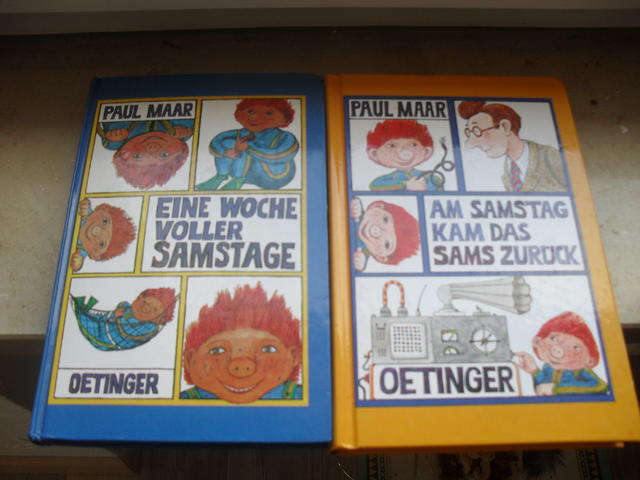 PAUL MAAR
EINE WOCHE
VOLLER
SAMSTAGE
OETINGER
PAUL MAAR
AM SAMSTAG
KAM DAS
SAMS ZURÜCK
OETINGER